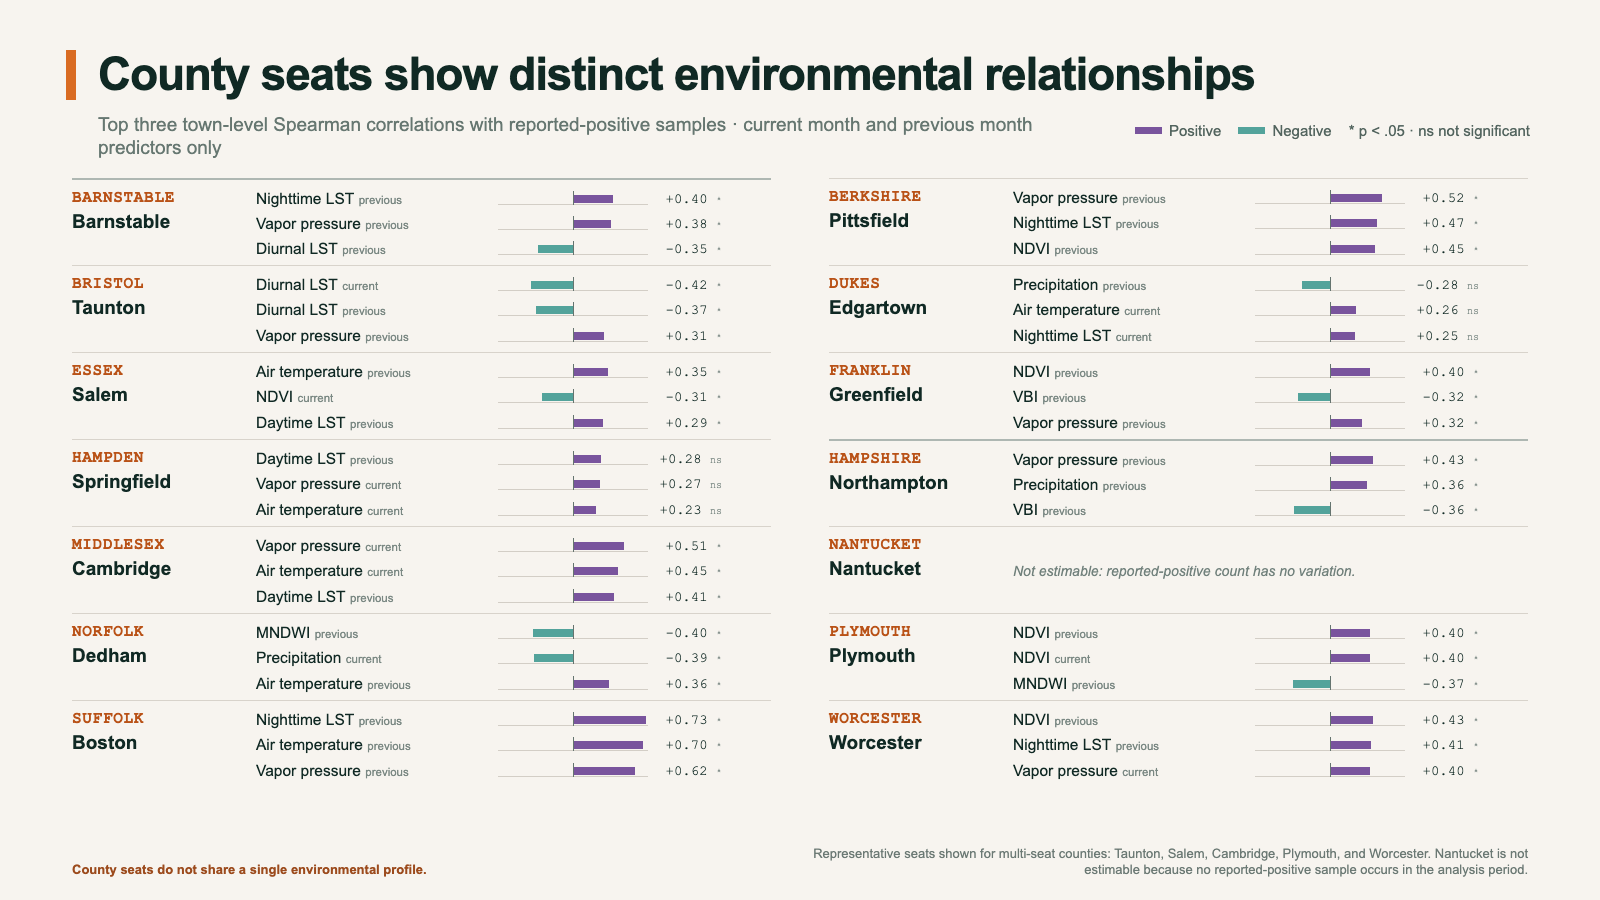 County seats show distinct environmental relationships
Top three town-level Spearman correlations with reported-positive samples · current month and previous month
predictors only
Positive Negative * p < .05 · ns not significant
BARNSTABLE
Barnstable
Nighttime LST previous +0.40 *
Vapor pressure previous +0.38 *
Diurnal LST previous −0.35 *
BRISTOL
Taunton
Diurnal LST current −0.42 *
Diurnal LST previous −0.37 *
Vapor pressure previous +0.31 *
ESSEX
Salem
Air temperature previous +0.35 *
NDVI current −0.31 *
Daytime LST previous +0.29 *
HAMPDEN
Springfield
Daytime LST previous +0.28 ns
Vapor pressure current +0.27 ns
Air temperature current +0.23 ns
MIDDLESEX
Cambridge
Vapor pressure current +0.51 *
Air temperature current +0.45 *
Daytime LST previous +0.41 *
NORFOLK
Dedham
MNDWI previous −0.40 *
Precipitation current −0.39 *
Air temperature previous +0.36 *
SUFFOLK
Boston
Nighttime LST previous +0.73 *
Air temperature previous +0.70 *
Vapor pressure previous +0.62 *
BERKSHIRE
Pittsfield
Vapor pressure previous +0.52 *
Nighttime LST previous +0.47 *
NDVI previous +0.45 *
DUKES
Edgartown
Precipitation previous −0.28 ns
Air temperature current +0.26 ns
Nighttime LST current +0.25 ns
FRANKLIN
Greenfield
NDVI previous +0.40 *
VBI previous −0.32 *
Vapor pressure previous +0.32 *
HAMPSHIRE
Northampton
Vapor pressure previous +0.43 *
Precipitation previous +0.36 *
VBI previous −0.36 *
NANTUCKET
Nantucket
Not estimable: reported-positive count has no variation.
PLYMOUTH
Plymouth
NDVI previous +0.40 *
NDVI current +0.40 *
MNDWI previous −0.37 *
WORCESTER
Worcester
NDVI previous +0.43 *
Nighttime LST previous +0.41 *
Vapor pressure current +0.40 *
County seats do not share a single environmental profile.
Representative seats shown for multi-seat counties: Taunton, Salem, Cambridge, Plymouth, and Worcester. Nantucket is not
estimable because no reported-positive sample occurs in the analysis period.